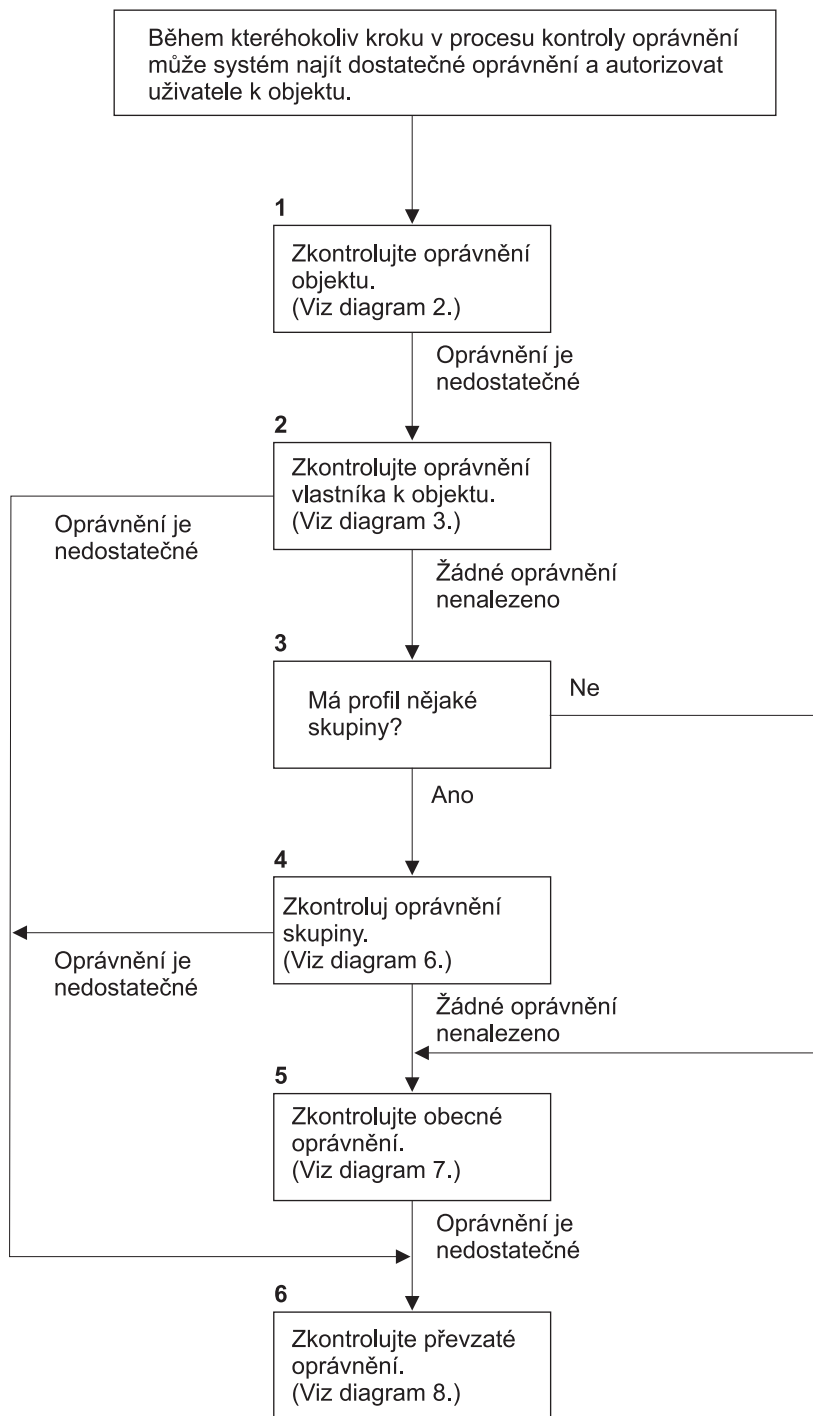 Během kteréhokoliv kroku v procesu kontroly oprávnění
může systém najít dostatečné oprávnění a autorizovat
uživatele k objektu.
1
Zkontrolujte oprávnění
objektu.
(Viz diagram 2.)
Oprávnění je
nedostatečné
2
Zkontrolujte oprávnění
vlastníka k objektu.
(Viz diagram 3.)
Oprávnění je
nedostatečné
Žádné oprávnění
nenalezeno
3
Má profil nějaké
skupiny?
Ne
Ano
4
Zkontroluj oprávnění
skupiny.
(Viz diagram 6.)
Oprávnění je
nedostatečné
Žádné oprávnění
nenalezeno
5
Zkontrolujte obecné
oprávnění.
(Viz diagram 7.)
Oprávnění je
nedostatečné
6
Zkontrolujte převzaté
oprávnění.
(Viz diagram 8.)